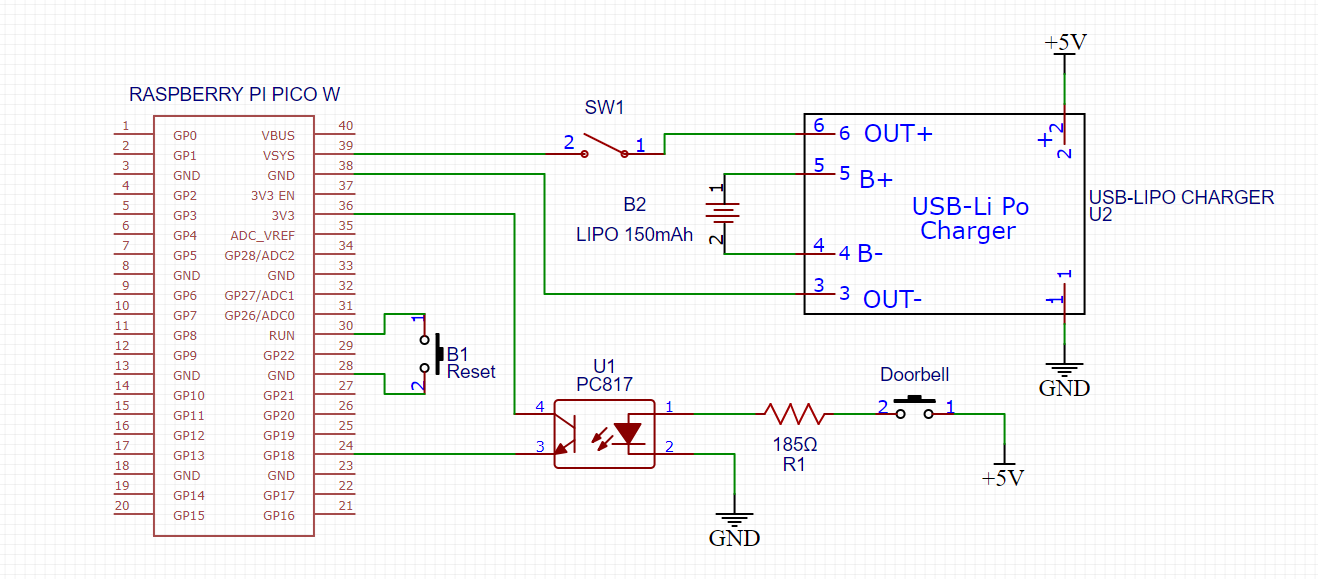 +5V
RASPBERRY PI PICO W
1 GP0 VBUS 40
2 GP1 VSYS 39
3 GND GND 38
4 GP2 3V3 EN 37
5 GP3 3V3 36
6 GP4 ADC_VREF 35
7 GP5 GP28/ADC2 34
8 GND GND 33
9 GP6 GP27/ADC1 32
10 GP7 GP26/ADC0 31
11 GP8 RUN 30
12 GP9 GP22 29
13 GND GND 28
14 GP10 GP21 27
15 GP11 GP20 26
16 GP12 GP19 25
17 GP13 GP18 24
18 GND GND 23
19 GP14 GP17 22
20 GP15 GP16 21
SW1
2 1
B2
LIPO 150mAh
1
2
6 6 OUT+
5 5 B+
4 4 B-
3 3 OUT-
USB-Li Po
Charger
+ 2
2
1
1
USB-LIPO CHARGER
U2
GND
1
B1
Reset
2
U1
PC817
4 1
3 2
185Ω
R1
Doorbell
2 1
+5V
GND